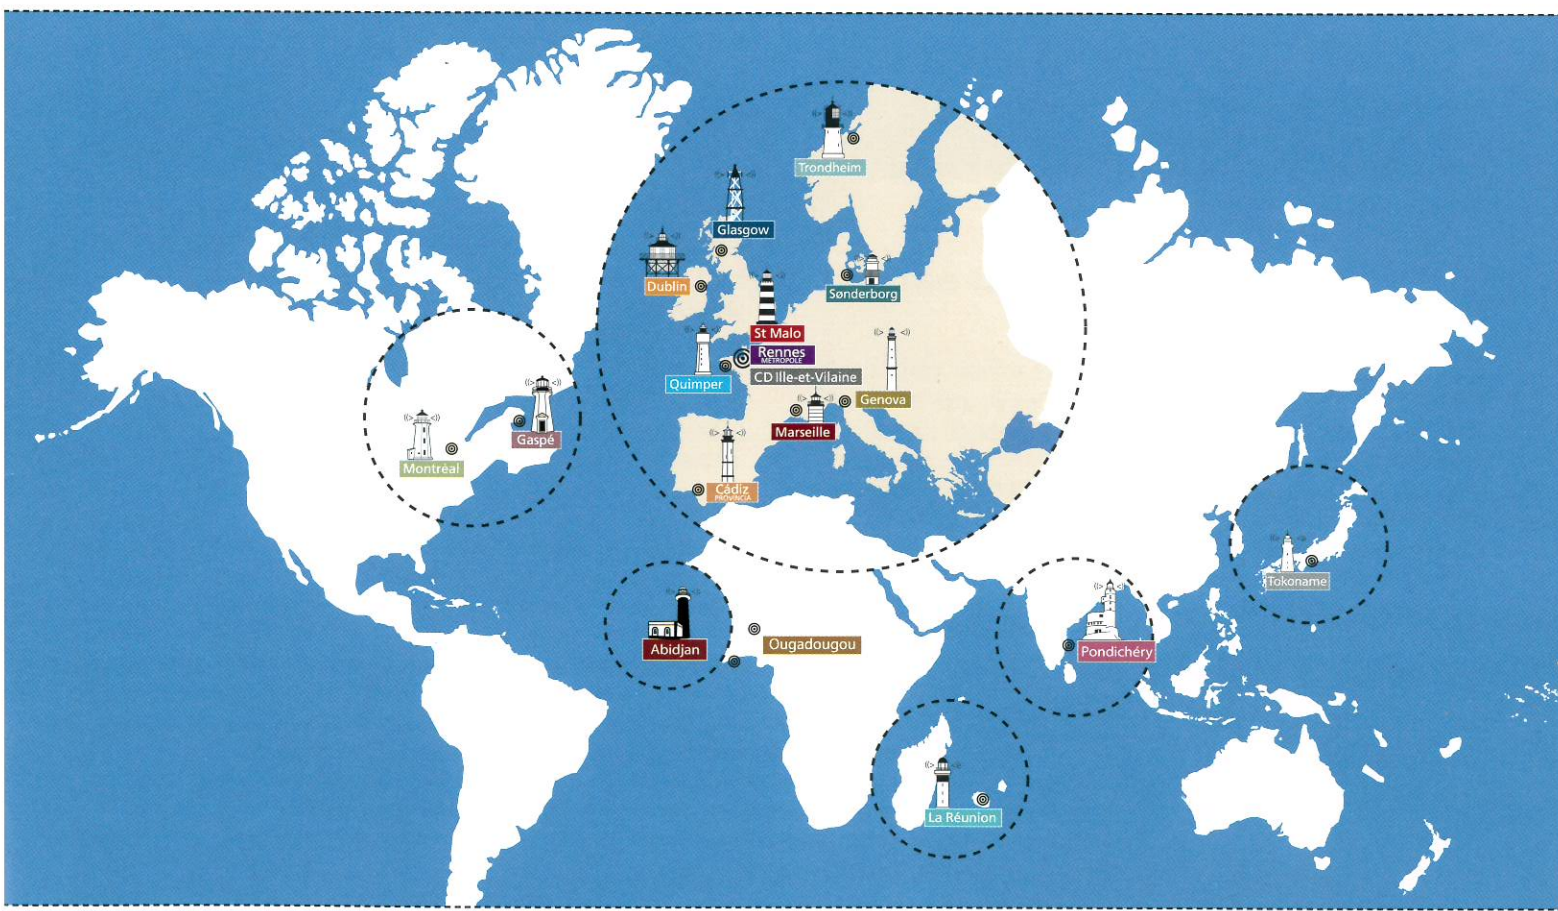 Trondheim
Glasgow
Dublin
Sønderborg
St Malo
Rennes
MÉTROPOLE
CD Ille-et-Vilaine
Quimper
Genova
Marseille
Cádiz
PROVINCIA
Gaspé
Montréal
Tokoname
Abidjan
Ougadougou
Pondichéry
La Réunion